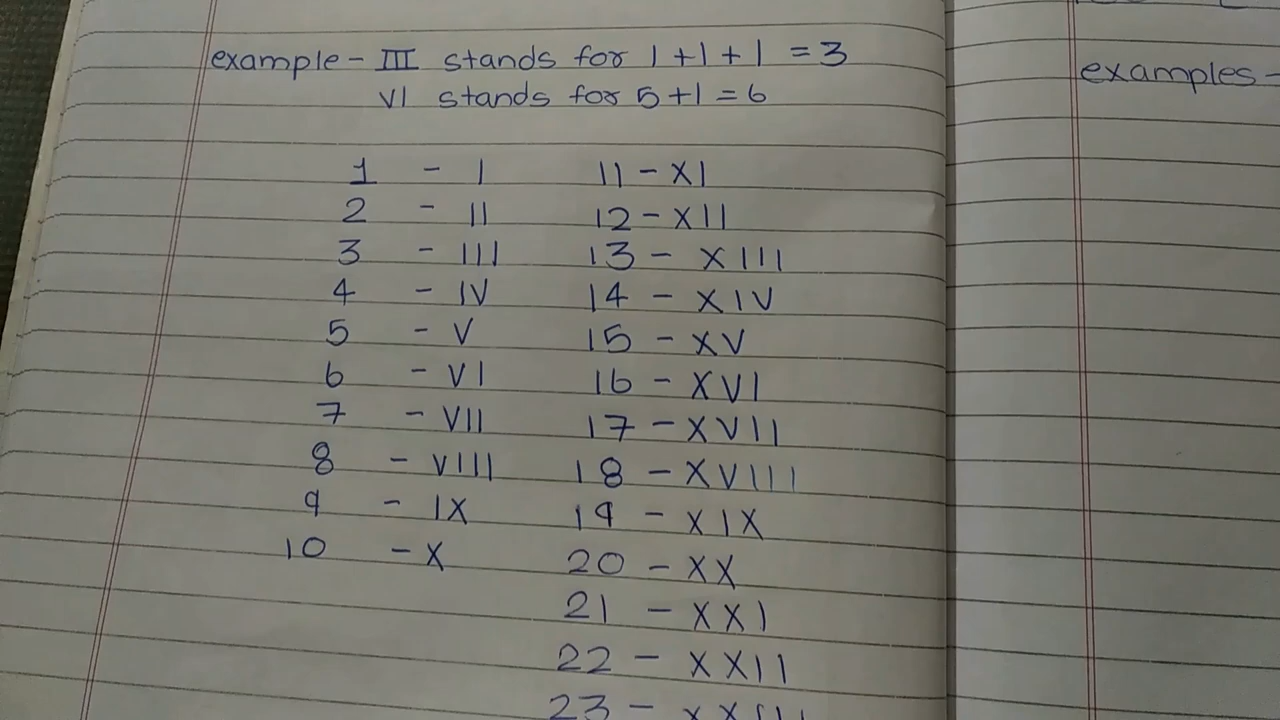 example - III stands for 1+1+1 = 3
VI stands for 5+1=6
1 - I
2 - II
3 - III
4 - IV
5 - V
6 - VI
7 - VII
8 - VIII
9 - IX
10 - X
11 - XI
12 - XII
13 - XIII
14 - XIV
15 - XV
16 - XVI
17 - XVII
18 - XVIII
19 - XIX
20 - XX
21 - XXI
22 - XXII
23 - XXIII
examples -